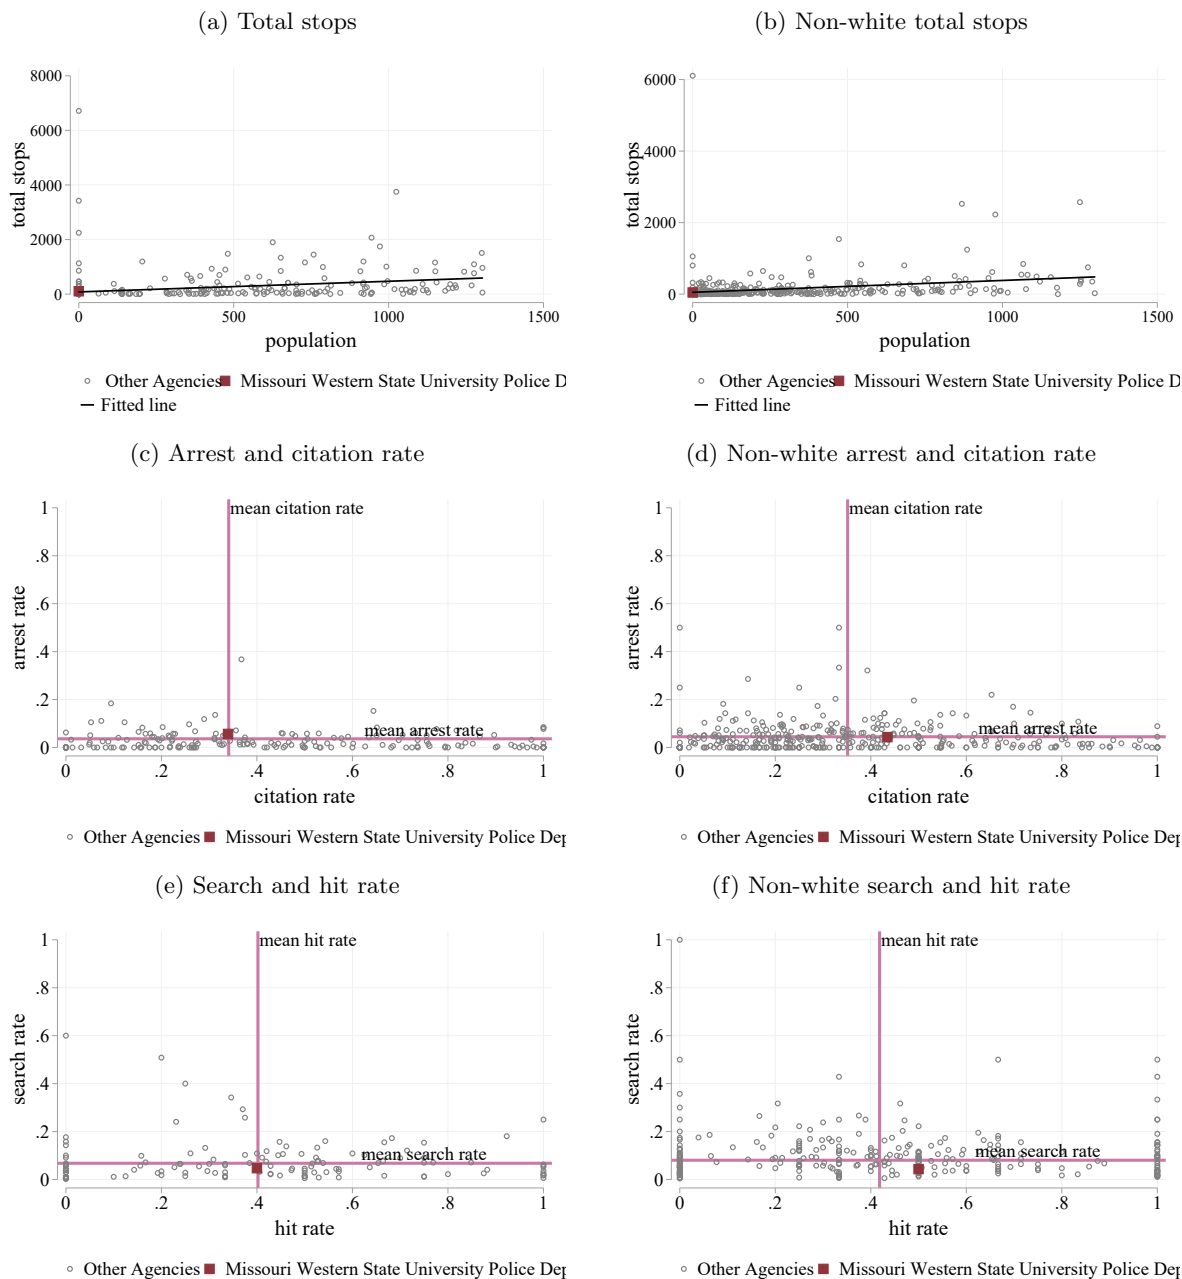 (a) Total stops
(b) Non-white total stops
8000
6000
4000
2000
0
total stops
0
500
1000
1500
population
Other Agencies
Missouri Western State University Police D
Fitted line
6000
4000
2000
0
total stops
0
500
1000
1500
population
Other Agencies
Missouri Western State University Police D
Fitted line
(c) Arrest and citation rate
(d) Non-white arrest and citation rate
1
.8
.6
.4
.2
0
arrest rate
mean citation rate
mean arrest rate
0
.2
.4
.6
.8
1
citation rate
Other Agencies
Missouri Western State University Police Dep
1
.8
.6
.4
.2
0
arrest rate
mean citation rate
mean arrest rate
0
.2
.4
.6
.8
1
citation rate
Other Agencies
Missouri Western State University Police Dep
(e) Search and hit rate
(f) Non-white search and hit rate
1
.8
.6
.4
.2
0
search rate
mean hit rate
mean search rate
0
.2
.4
.6
.8
1
hit rate
Other Agencies
Missouri Western State University Police Dep
1
.8
.6
.4
.2
0
search rate
mean hit rate
mean search rate
0
.2
.4
.6
.8
1
hit rate
Other Agencies
Missouri Western State University Police Dep